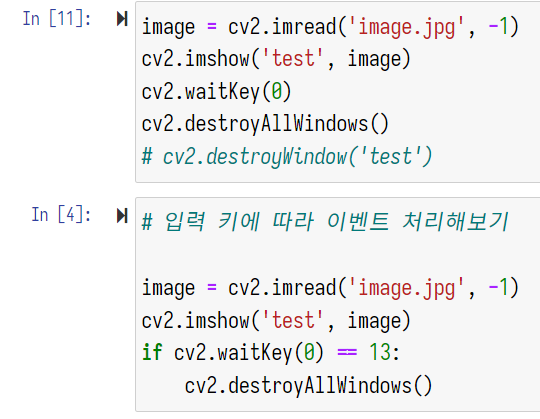 In [11]:
image = cv2.imread('image.jpg', -1)
cv2.imshow('test', image)
cv2.waitKey(0)
cv2.destroyAllWindows()
# cv2.destroyWindow('test')
In [4]:
# 입력 키에 따라 이벤트 처리해보기
image = cv2.imread('image.jpg', -1)
cv2.imshow('test', image)
if cv2.waitKey(0) == 13:
    cv2.destroyAllWindows()